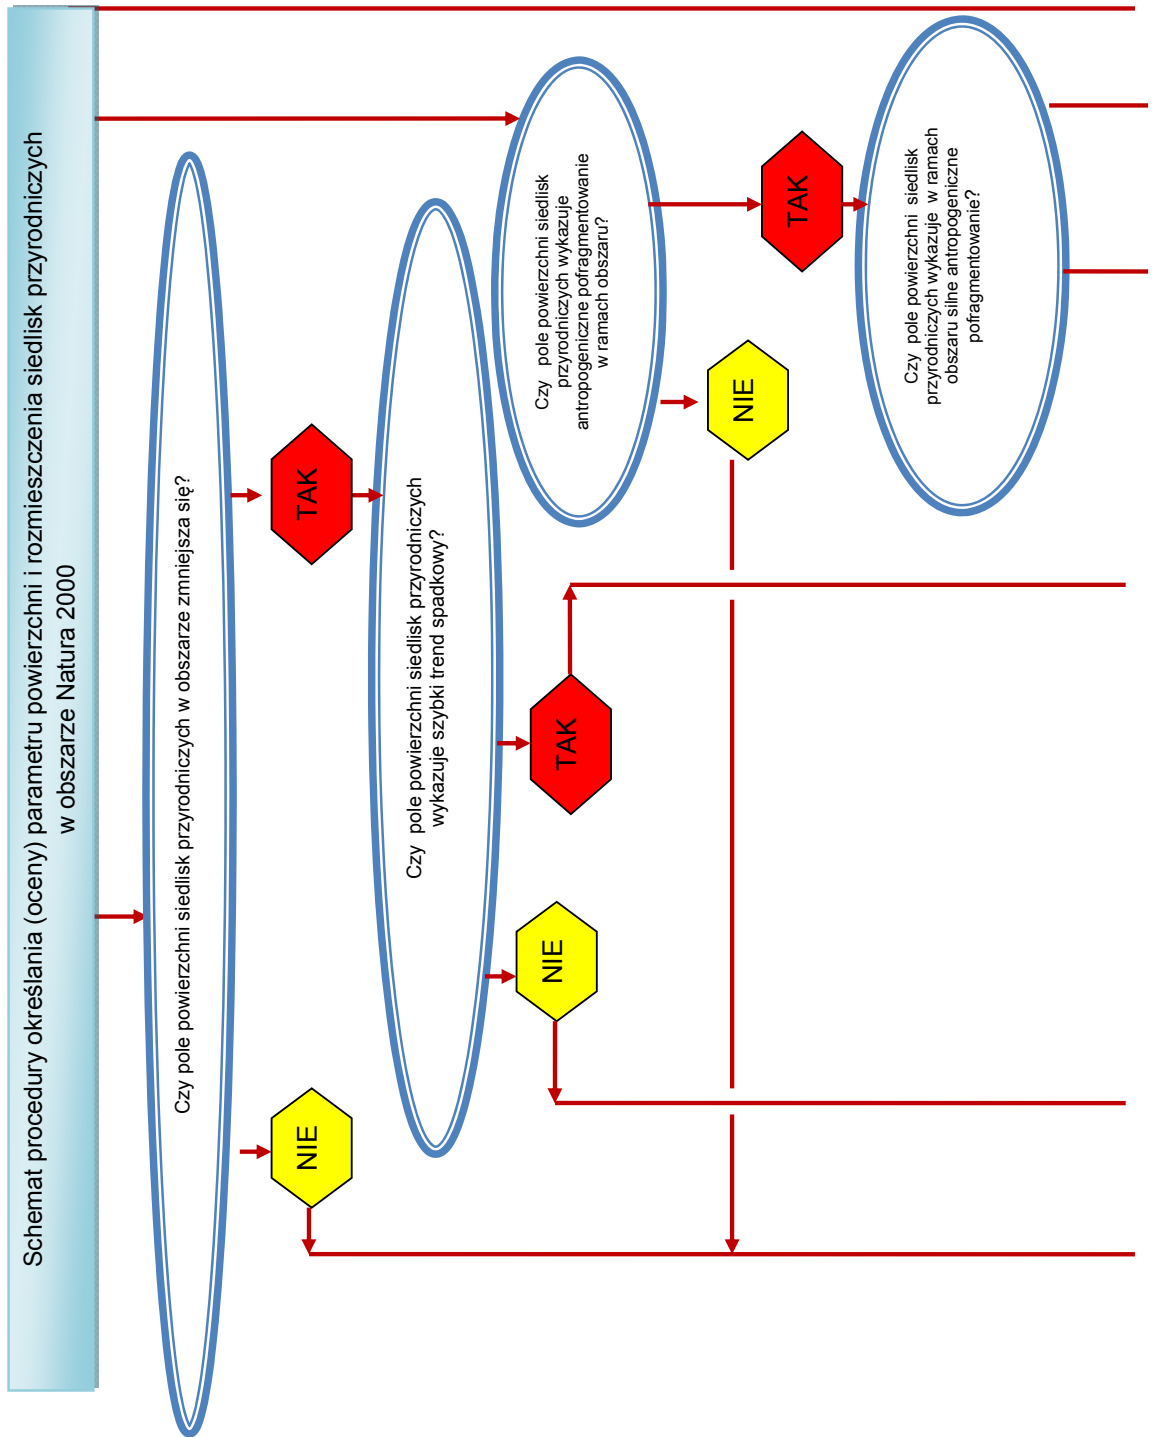 Schemat procedury określania (oceny) parametru powierzchni i rozmieszczenia siedlisk przyrodniczych
w obszarze Natura 2000
Czy pole powierzchni siedlisk przyrodniczych w obszarze zmniejsza się?
NIE
TAK
Czy pole powierzchni siedlisk przyrodniczych
wykazuje szybki trend spadkowy?
NIE
TAK
Czy pole powierzchni siedlisk
przyrodniczych wykazuje
antropogeniczne pofragmentowanie
w ramach obszaru?
NIE
TAK
Czy pole powierzchni siedlisk
przyrodniczych wykazuje w ramach
obszaru silne antropogeniczne
pofragmentowanie?